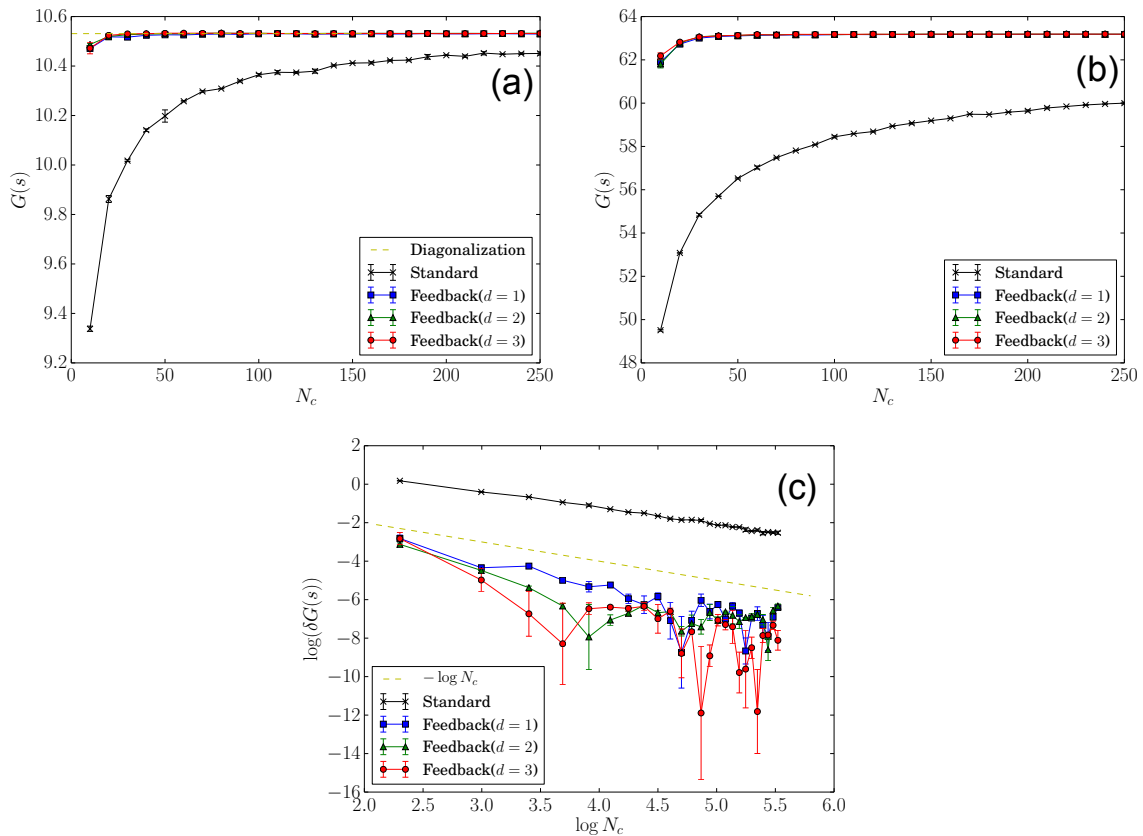 10.6
10.4
10.2
10.0
9.8
9.6
9.4
9.2
G(s)
0
50
100
150
200
250
N_c
(a)
Diagonalization
Standard
Feedback(d = 1)
Feedback(d = 2)
Feedback(d = 3)
64
62
60
58
56
54
52
50
48
G(s)
0
50
100
150
200
250
N_c
(b)
Standard
Feedback(d = 1)
Feedback(d = 2)
Feedback(d = 3)
2
0
−2
−4
−6
−8
−10
−12
−14
−16
log(δG(s))
2.0
2.5
3.0
3.5
4.0
4.5
5.0
5.5
6.0
log N_c
(c)
− log N_c
Standard
Feedback(d = 1)
Feedback(d = 2)
Feedback(d = 3)